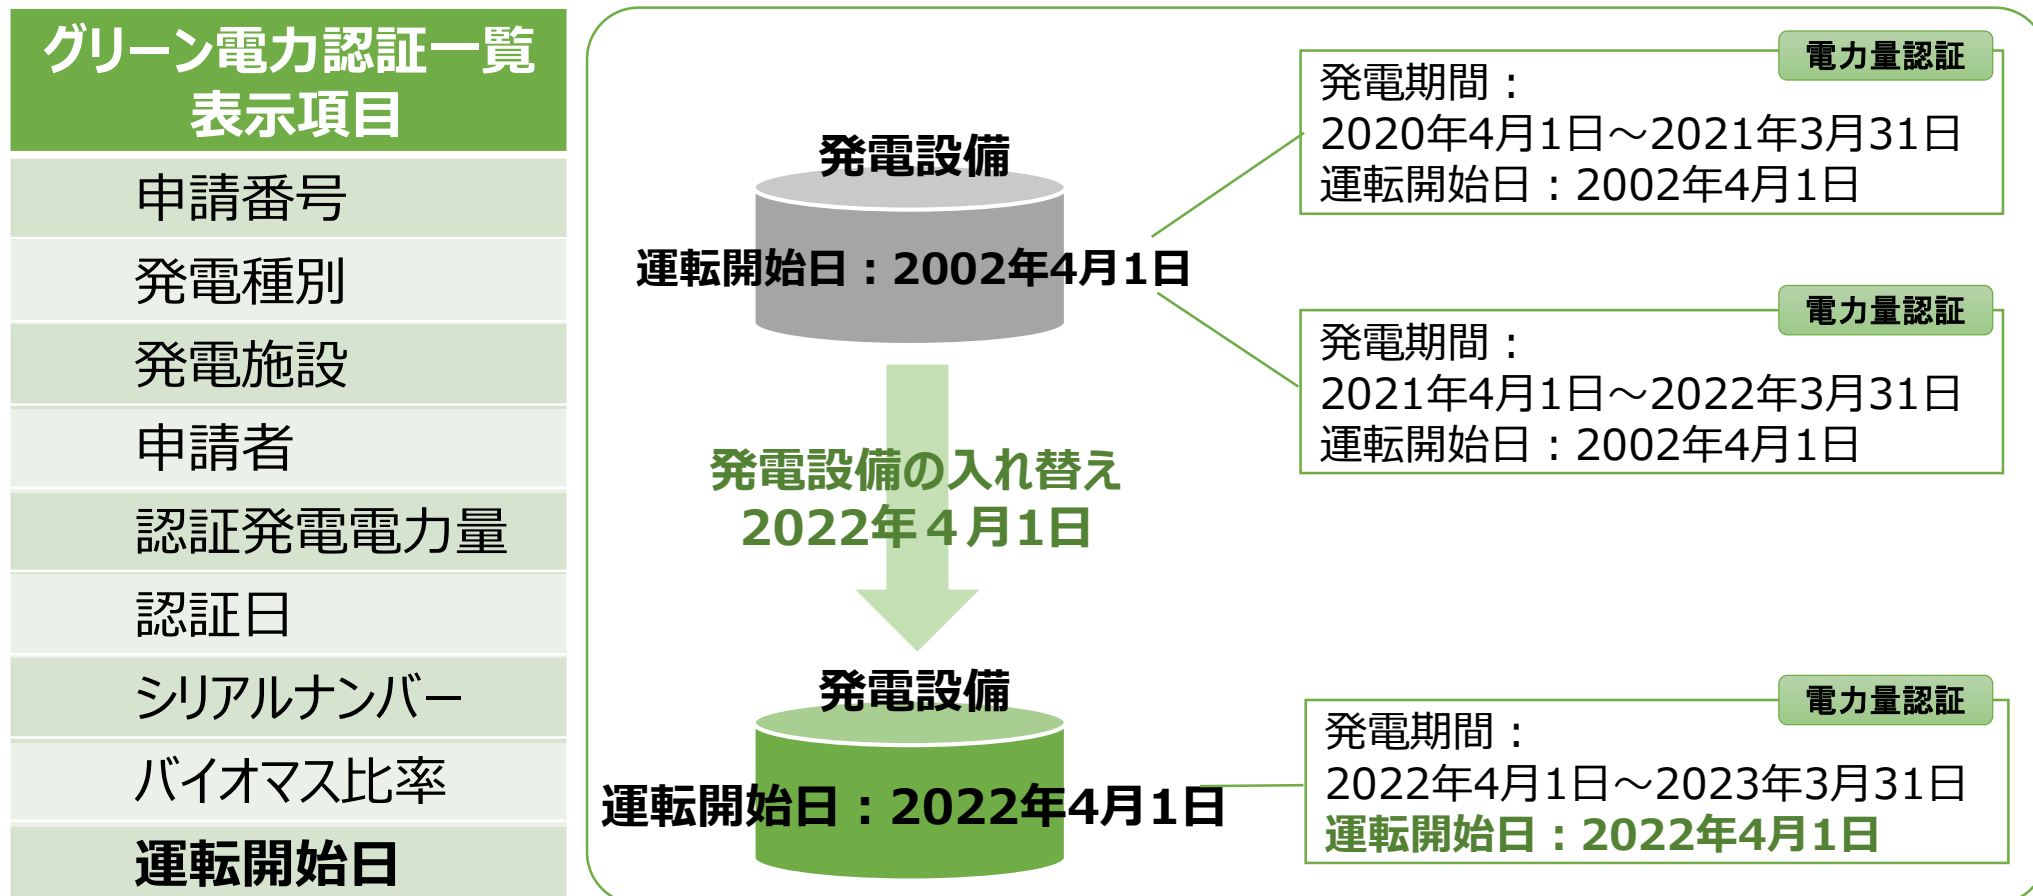 グリーン電力認証一覧
表示項目
申請番号
発電種別
発電施設
申請者
認証発電電力量
認証日
シリアルナンバー
バイオマス比率
運転開始日
発電設備
運転開始日：2002年4月1日
電力量認証
発電期間：
2020年4月1日～2021年3月31日
運転開始日：2002年4月1日
電力量認証
発電期間：
2021年4月1日～2022年3月31日
運転開始日：2002年4月1日
発電設備の入れ替え
2022年４月1日
発電設備
運転開始日：2022年4月1日
電力量認証
発電期間：
2022年4月1日～2023年3月31日
運転開始日：2022年4月1日